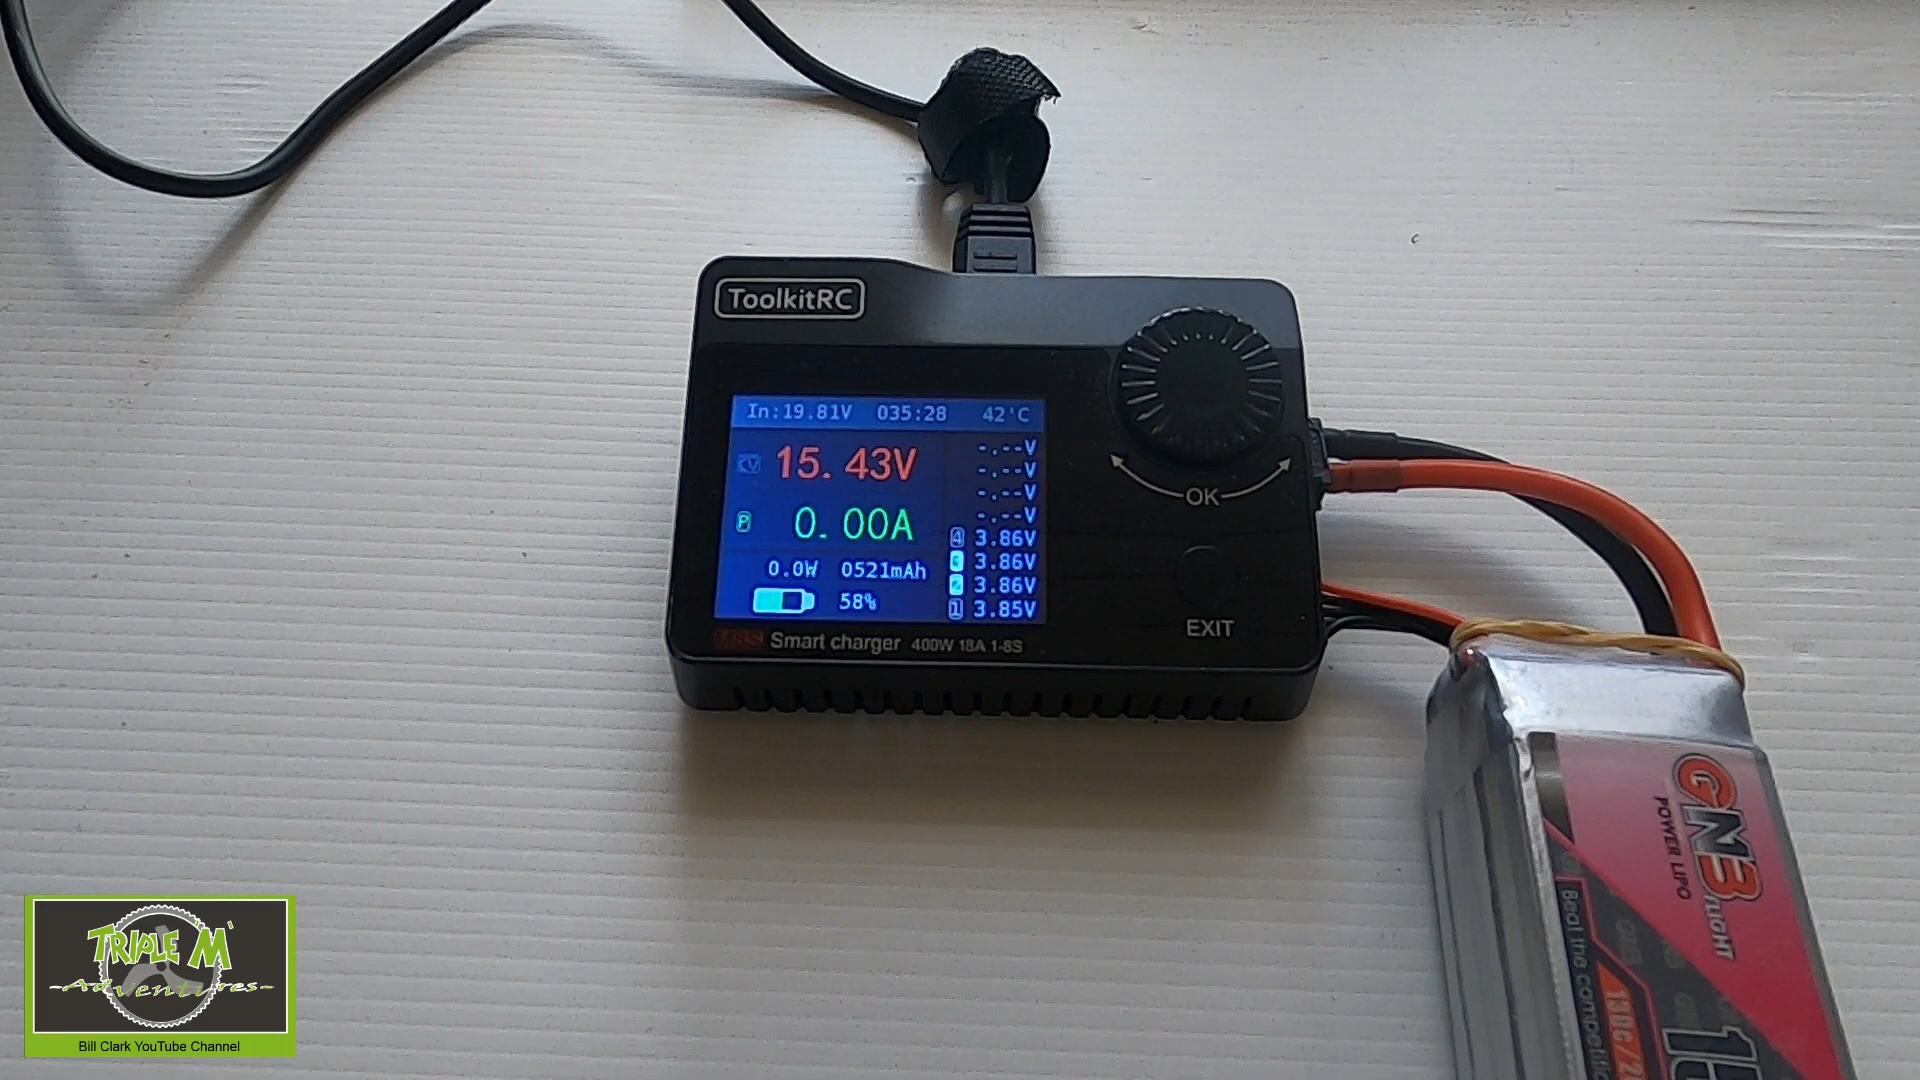 ToolkitRC
In:19.81V 035:28 42°C
CV 15.43V
P 0.00A
0.0W 0521mAh
58%
-.--V
-.--V
-.--V
-.--V
4 3.86V
3 3.86V
2 3.86V
1 3.85V
M8S Smart charger 400W 18A 1-8S
OK
EXIT
GNB
POWER LIPO
TRIPLE M'
-Adventures-
Bill Clark YouTube Channel